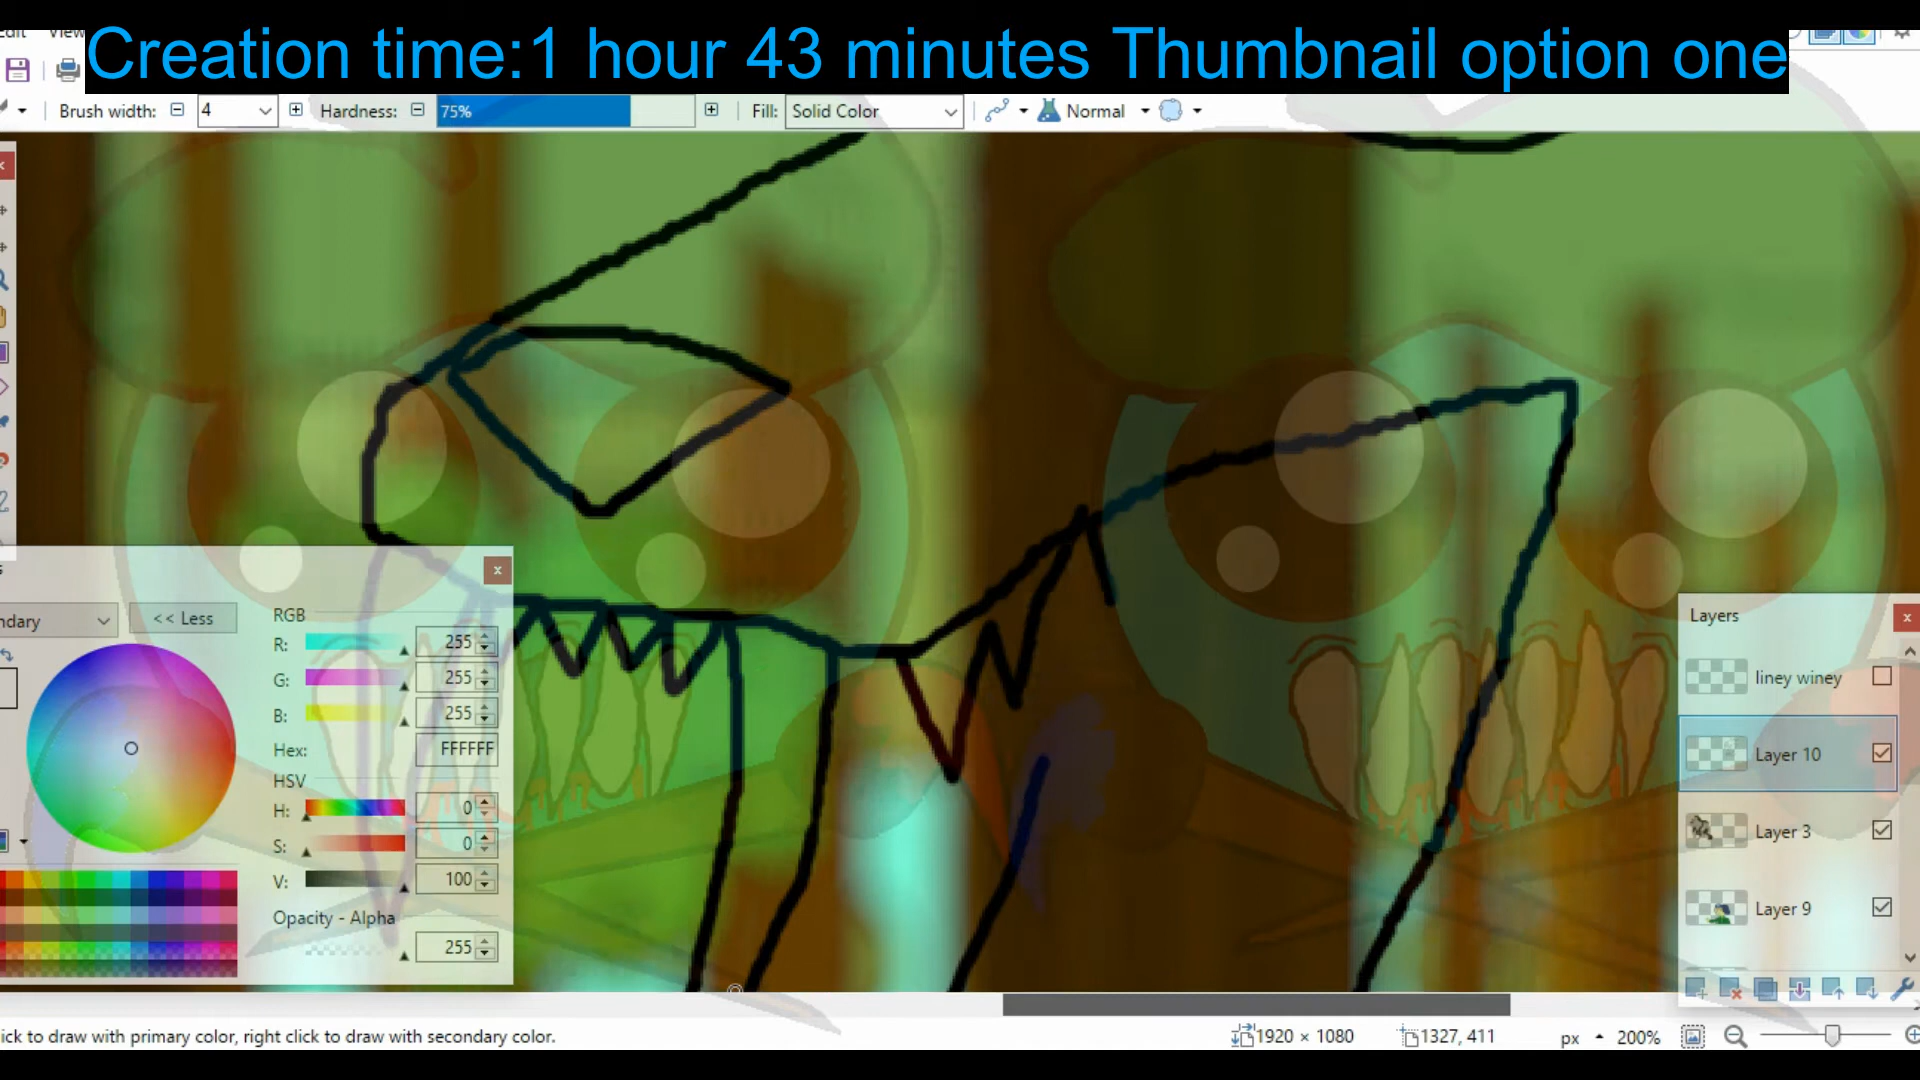 Creation time:1 hour 43 minutes Thumbnail option one
Edit View
Brush width: 4 Hardness: 75% Fill: Solid Color Normal
<< Less
RGB
R: 255
G: 255
B: 255
Hex: FFFFFF
HSV
H: 0
S: 0
V: 100
Opacity - Alpha
255
Layers
liney winey
Layer 10
Layer 3
Layer 9
ick to draw with primary color, right click to draw with secondary color.
1920 × 1080 1327, 411 px 200%